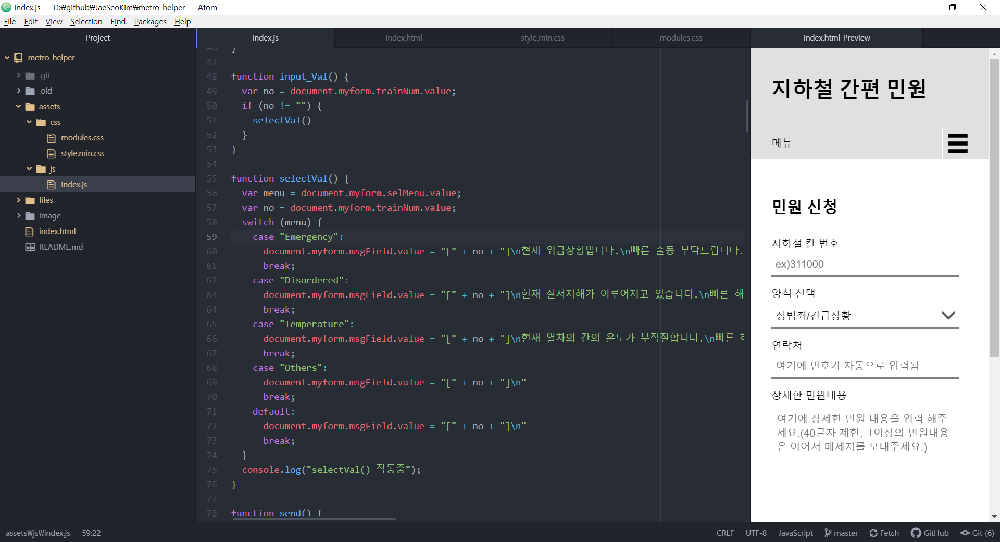 index.js — D:₩github₩JaeSeoKim₩metro_helper — Atom
File Edit View Selection Find Packages Help
Project
metro_helper
.git
.old
assets
css
modules.css
style.min.css
js
index.js
files
image
index.html
README.md
index.js index.html style.min.css modules.css index.html Preview
46 }
47
48 function input_Val() {
49 var no = document.myform.trainNum.value;
50 if (no != "") {
51 selectVal()
52 }
53 }
54
55 function selectVal() {
56 var menu = document.myform.selMenu.value;
57 var no = document.myform.trainNum.value;
58 switch (menu) {
59 case "Emergency":
60 document.myform.msgField.value = "[" + no + "]\n현재 위급상황입니다.\n빠른 출동 부탁드립니다.
61 break;
62 case "Disordered":
63 document.myform.msgField.value = "[" + no + "]\n현재 질서저해가 이루어지고 있습니다.\n빠른 해
64 break;
65 case "Temperature":
66 document.myform.msgField.value = "[" + no + "]\n현재 열차의 칸의 온도가 부적절합니다.\n빠른
67 break;
68 case "Others":
69 document.myform.msgField.value = "[" + no + "]\n"
70 break;
71 default:
72 document.myform.msgField.value = "[" + no + "]\n"
73 break;
74 }
75 console.log("selectVal() 작동중");
76 }
77
78 function send() {
지하철 간편 민원
메뉴
민원 신청
지하철 칸 번호
ex)311000
양식 선택
성범죄/긴급상황
연락처
여기에 번호가 자동으로 입력됨
상세한 민원내용
여기에 상세한 민원 내용을 입력 해주
세요.(40글자 제한,그이상의 민원내용
은 이어서 메세지를 보내주세요.)
assets₩js₩index.js 59:22 CRLF UTF-8 JavaScript master Fetch GitHub Git (6)